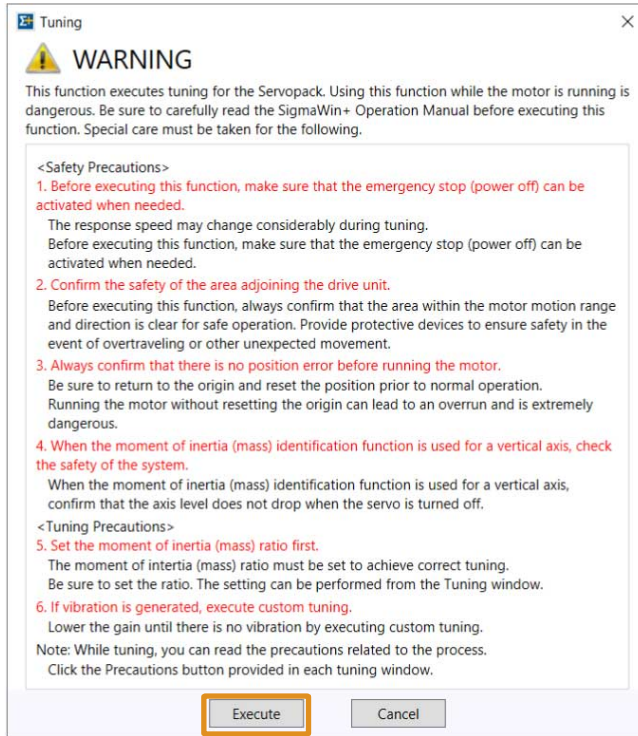 Tuning
WARNING
This function executes tuning for the Servopack. Using this function while the motor is running is
dangerous. Be sure to carefully read the SigmaWin+ Operation Manual before executing this
function. Special care must be taken for the following.
<Safety Precautions>
1. Before executing this function, make sure that the emergency stop (power off) can be
activated when needed.
The response speed may change considerably during tuning.
Before executing this function, make sure that the emergency stop (power off) can be
activated when needed.
2. Confirm the safety of the area adjoining the drive unit.
Before executing this function, always confirm that the area within the motor motion range
and direction is clear for safe operation. Provide protective devices to ensure safety in the
event of overtraveling or other unexpected movement.
3. Always confirm that there is no position error before running the motor.
Be sure to return to the origin and reset the position prior to normal operation.
Running the motor without resetting the origin can lead to an overrun and is extremely
dangerous.
4. When the moment of inertia (mass) identification function is used for a vertical axis, check
the safety of the system.
When the moment of inertia (mass) identification function is used for a vertical axis,
confirm that the axis level does not drop when the servo is turned off.
<Tuning Precautions>
5. Set the moment of inertia (mass) ratio first.
The moment of intertia (mass) ratio must be set to achieve correct tuning.
Be sure to set the ratio. The setting can be performed from the Tuning window.
6. If vibration is generated, execute custom tuning.
Lower the gain until there is no vibration by executing custom tuning.
Note: While tuning, you can read the precautions related to the process.
Click the Precautions button provided in each tuning window.
Execute
Cancel